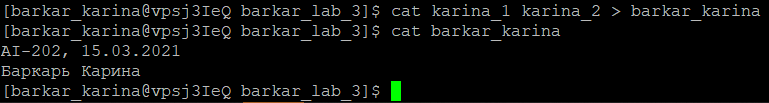 [barkar_karina@vpsj3IeQ barkar_lab_3]$ cat karina_1 karina_2 > barkar_karina
[barkar_karina@vpsj3IeQ barkar_lab_3]$ cat barkar_karina
AI-202, 15.03.2021
Баркарь Карина
[barkar_karina@vpsj3IeQ barkar_lab_3]$